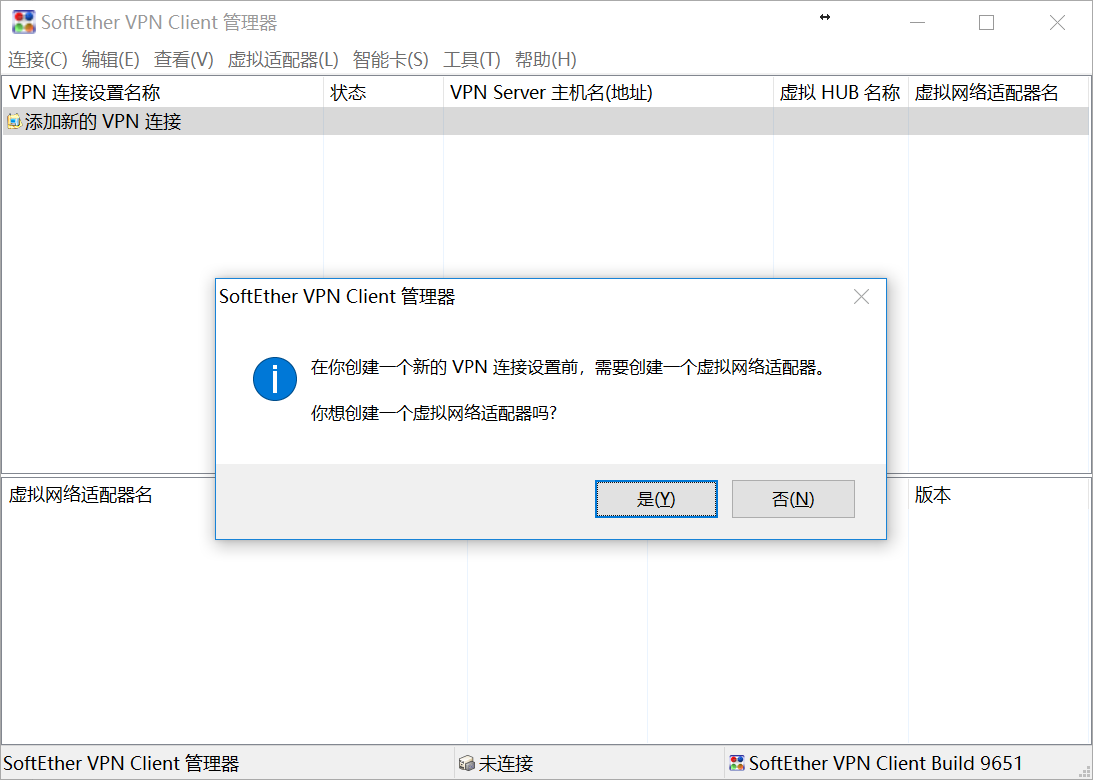 SoftEther VPN Client 管理器
连接(C) 编辑(E) 查看(V) 虚拟适配器(L) 智能卡(S) 工具(T) 帮助(H)
VPN 连接设置名称 状态 VPN Server 主机名(地址) 虚拟 HUB 名称 虚拟网络适配器名
添加新的 VPN 连接
SoftEther VPN Client 管理器
在你创建一个新的 VPN 连接设置前，需要创建一个虚拟网络适配器。
你想创建一个虚拟网络适配器吗?
是(Y) 否(N)
虚拟网络适配器名 版本
SoftEther VPN Client 管理器 未连接 SoftEther VPN Client Build 9651